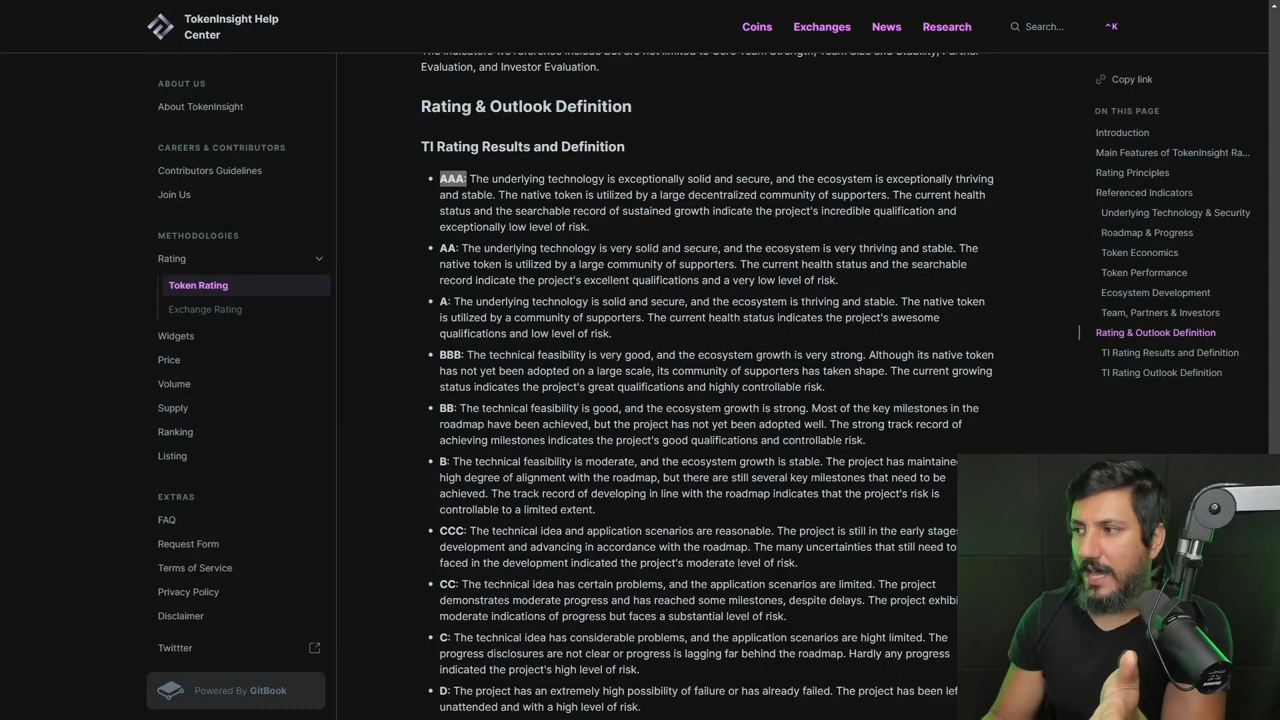 TokenInsight Help
Center
Coins
Exchanges
News
Research
Search...
⌃K
ABOUT US
About TokenInsight
CAREERS & CONTRIBUTORS
Contributors Guidelines
Join Us
METHODOLOGIES
Rating
Token Rating
Exchange Rating
Widgets
Price
Volume
Supply
Ranking
Listing
EXTRAS
FAQ
Request Form
Terms of Service
Privacy Policy
Disclaimer
Twittter
Powered By GitBook
The indicators we reference include but are not limited to Core Team Strength, Team Size and Stability, Partner
Evaluation, and Investor Evaluation.
Rating & Outlook Definition
TI Rating Results and Definition
• AAA: The underlying technology is exceptionally solid and secure, and the ecosystem is exceptionally thriving
and stable. The native token is utilized by a large decentralized community of supporters. The current health
status and the searchable record of sustained growth indicate the project's incredible qualification and
exceptionally low level of risk.
• AA: The underlying technology is very solid and secure, and the ecosystem is very thriving and stable. The
native token is utilized by a large community of supporters. The current health status and the searchable
record indicate the project's excellent qualifications and a very low level of risk.
• A: The underlying technology is solid and secure, and the ecosystem is thriving and stable. The native token
is utilized by a community of supporters. The current health status indicates the project's awesome
qualifications and low level of risk.
• BBB: The technical feasibility is very good, and the ecosystem growth is very strong. Although its native token
has not yet been adopted on a large scale, its community of supporters has taken shape. The current growing
status indicates the project's great qualifications and highly controllable risk.
• BB: The technical feasibility is good, and the ecosystem growth is strong. Most of the key milestones in the
roadmap have been achieved, but the project has not yet been adopted well. The strong track record of
achieving milestones indicates the project's good qualifications and controllable risk.
• B: The technical feasibility is moderate, and the ecosystem growth is stable. The project has maintaine
high degree of alignment with the roadmap, but there are still several key milestones that need to be
achieved. The track record of developing in line with the roadmap indicates that the project's risk is
controllable to a limited extent.
• CCC: The technical idea and application scenarios are reasonable. The project is still in the early stages
development and advancing in accordance with the roadmap. The many uncertainties that still need to
faced in the development indicated the project's moderate level of risk.
• CC: The technical idea has certain problems, and the application scenarios are limited. The project
demonstrates moderate progress and has reached some milestones, despite delays. The project exhibi
moderate indications of progress but faces a substantial level of risk.
• C: The technical idea has considerable problems, and the application scenarios are hight limited. The
progress disclosures are not clear or progress is lagging far behind the roadmap. Hardly any progress
indicated the project's high level of risk.
• D: The project has an extremely high possibility of failure or has already failed. The project has been lef
unattended and with a high level of risk.
Copy link
ON THIS PAGE
Introduction
Main Features of TokenInsight Ra...
Rating Principles
Referenced Indicators
Underlying Technology & Security
Roadmap & Progress
Token Economics
Token Performance
Ecosystem Development
Team, Partners & Investors
Rating & Outlook Definition
TI Rating Results and Definition
TI Rating Outlook Definition